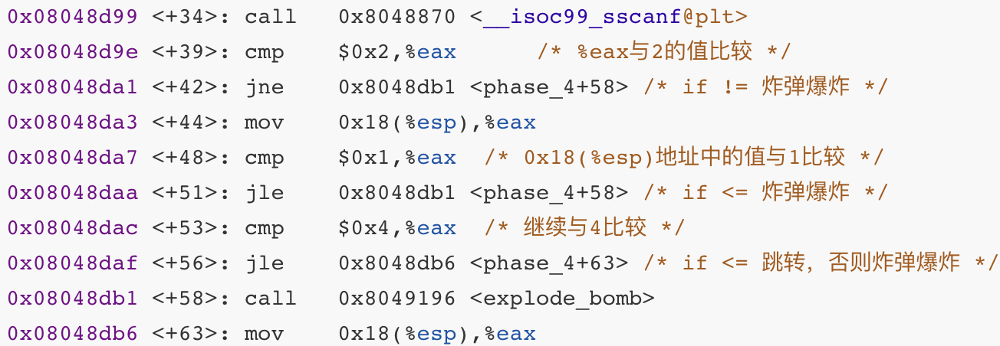 0x08048d99 <+34>: call   0x8048870 <__isoc99_sscanf@plt>
0x08048d9e <+39>: cmp    $0x2,%eax      /* %eax与2的值比较 */
0x08048da1 <+42>: jne    0x8048db1 <phase_4+58> /* if != 炸弹爆炸 */
0x08048da3 <+44>: mov    0x18(%esp),%eax
0x08048da7 <+48>: cmp    $0x1,%eax  /* 0x18(%esp)地址中的值与1比较 */
0x08048daa <+51>: jle    0x8048db1 <phase_4+58> /* if <= 炸弹爆炸 */
0x08048dac <+53>: cmp    $0x4,%eax  /* 继续与4比较 */
0x08048daf <+56>: jle    0x8048db6 <phase_4+63> /* if <= 跳转，否则炸弹爆炸 */
0x08048db1 <+58>: call   0x8049196 <explode_bomb>
0x08048db6 <+63>: mov    0x18(%esp),%eax